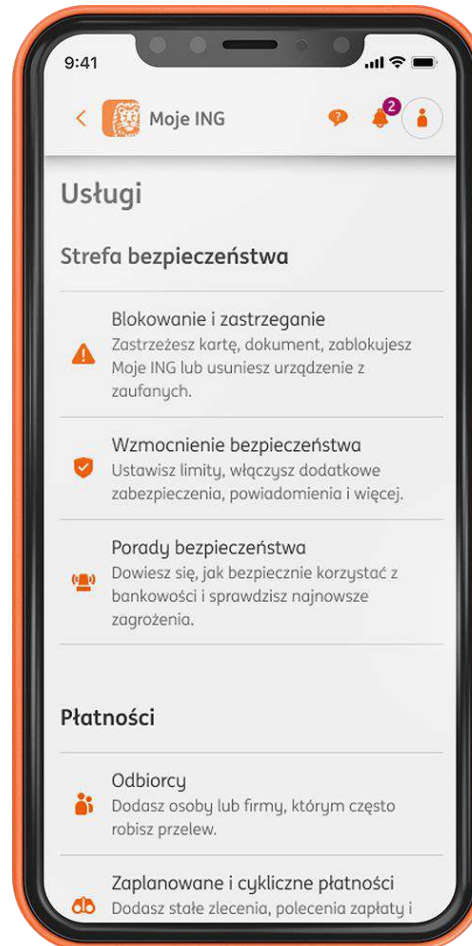 9:41
Moje ING
?
2
Usługi
Strefa bezpieczeństwa
Blokowanie i zastrzeganie
Zastrzeżesz kartę, dokument, zablokujesz
Moje ING lub usuniesz urządzenie z
zaufanych.
Wzmocnienie bezpieczeństwa
Ustawisz limity, włączysz dodatkowe
zabezpieczenia, powiadomienia i więcej.
Porady bezpieczeństwa
Dowiesz się, jak bezpiecznie korzystać z
bankowości i sprawdzisz najnowsze
zagrożenia.
Płatności
Odbiorcy
Dodasz osoby lub firmy, którym często
robisz przelew.
Zaplanowane i cykliczne płatności
Dodasz stałe zlecenia, polecenia zapłaty i